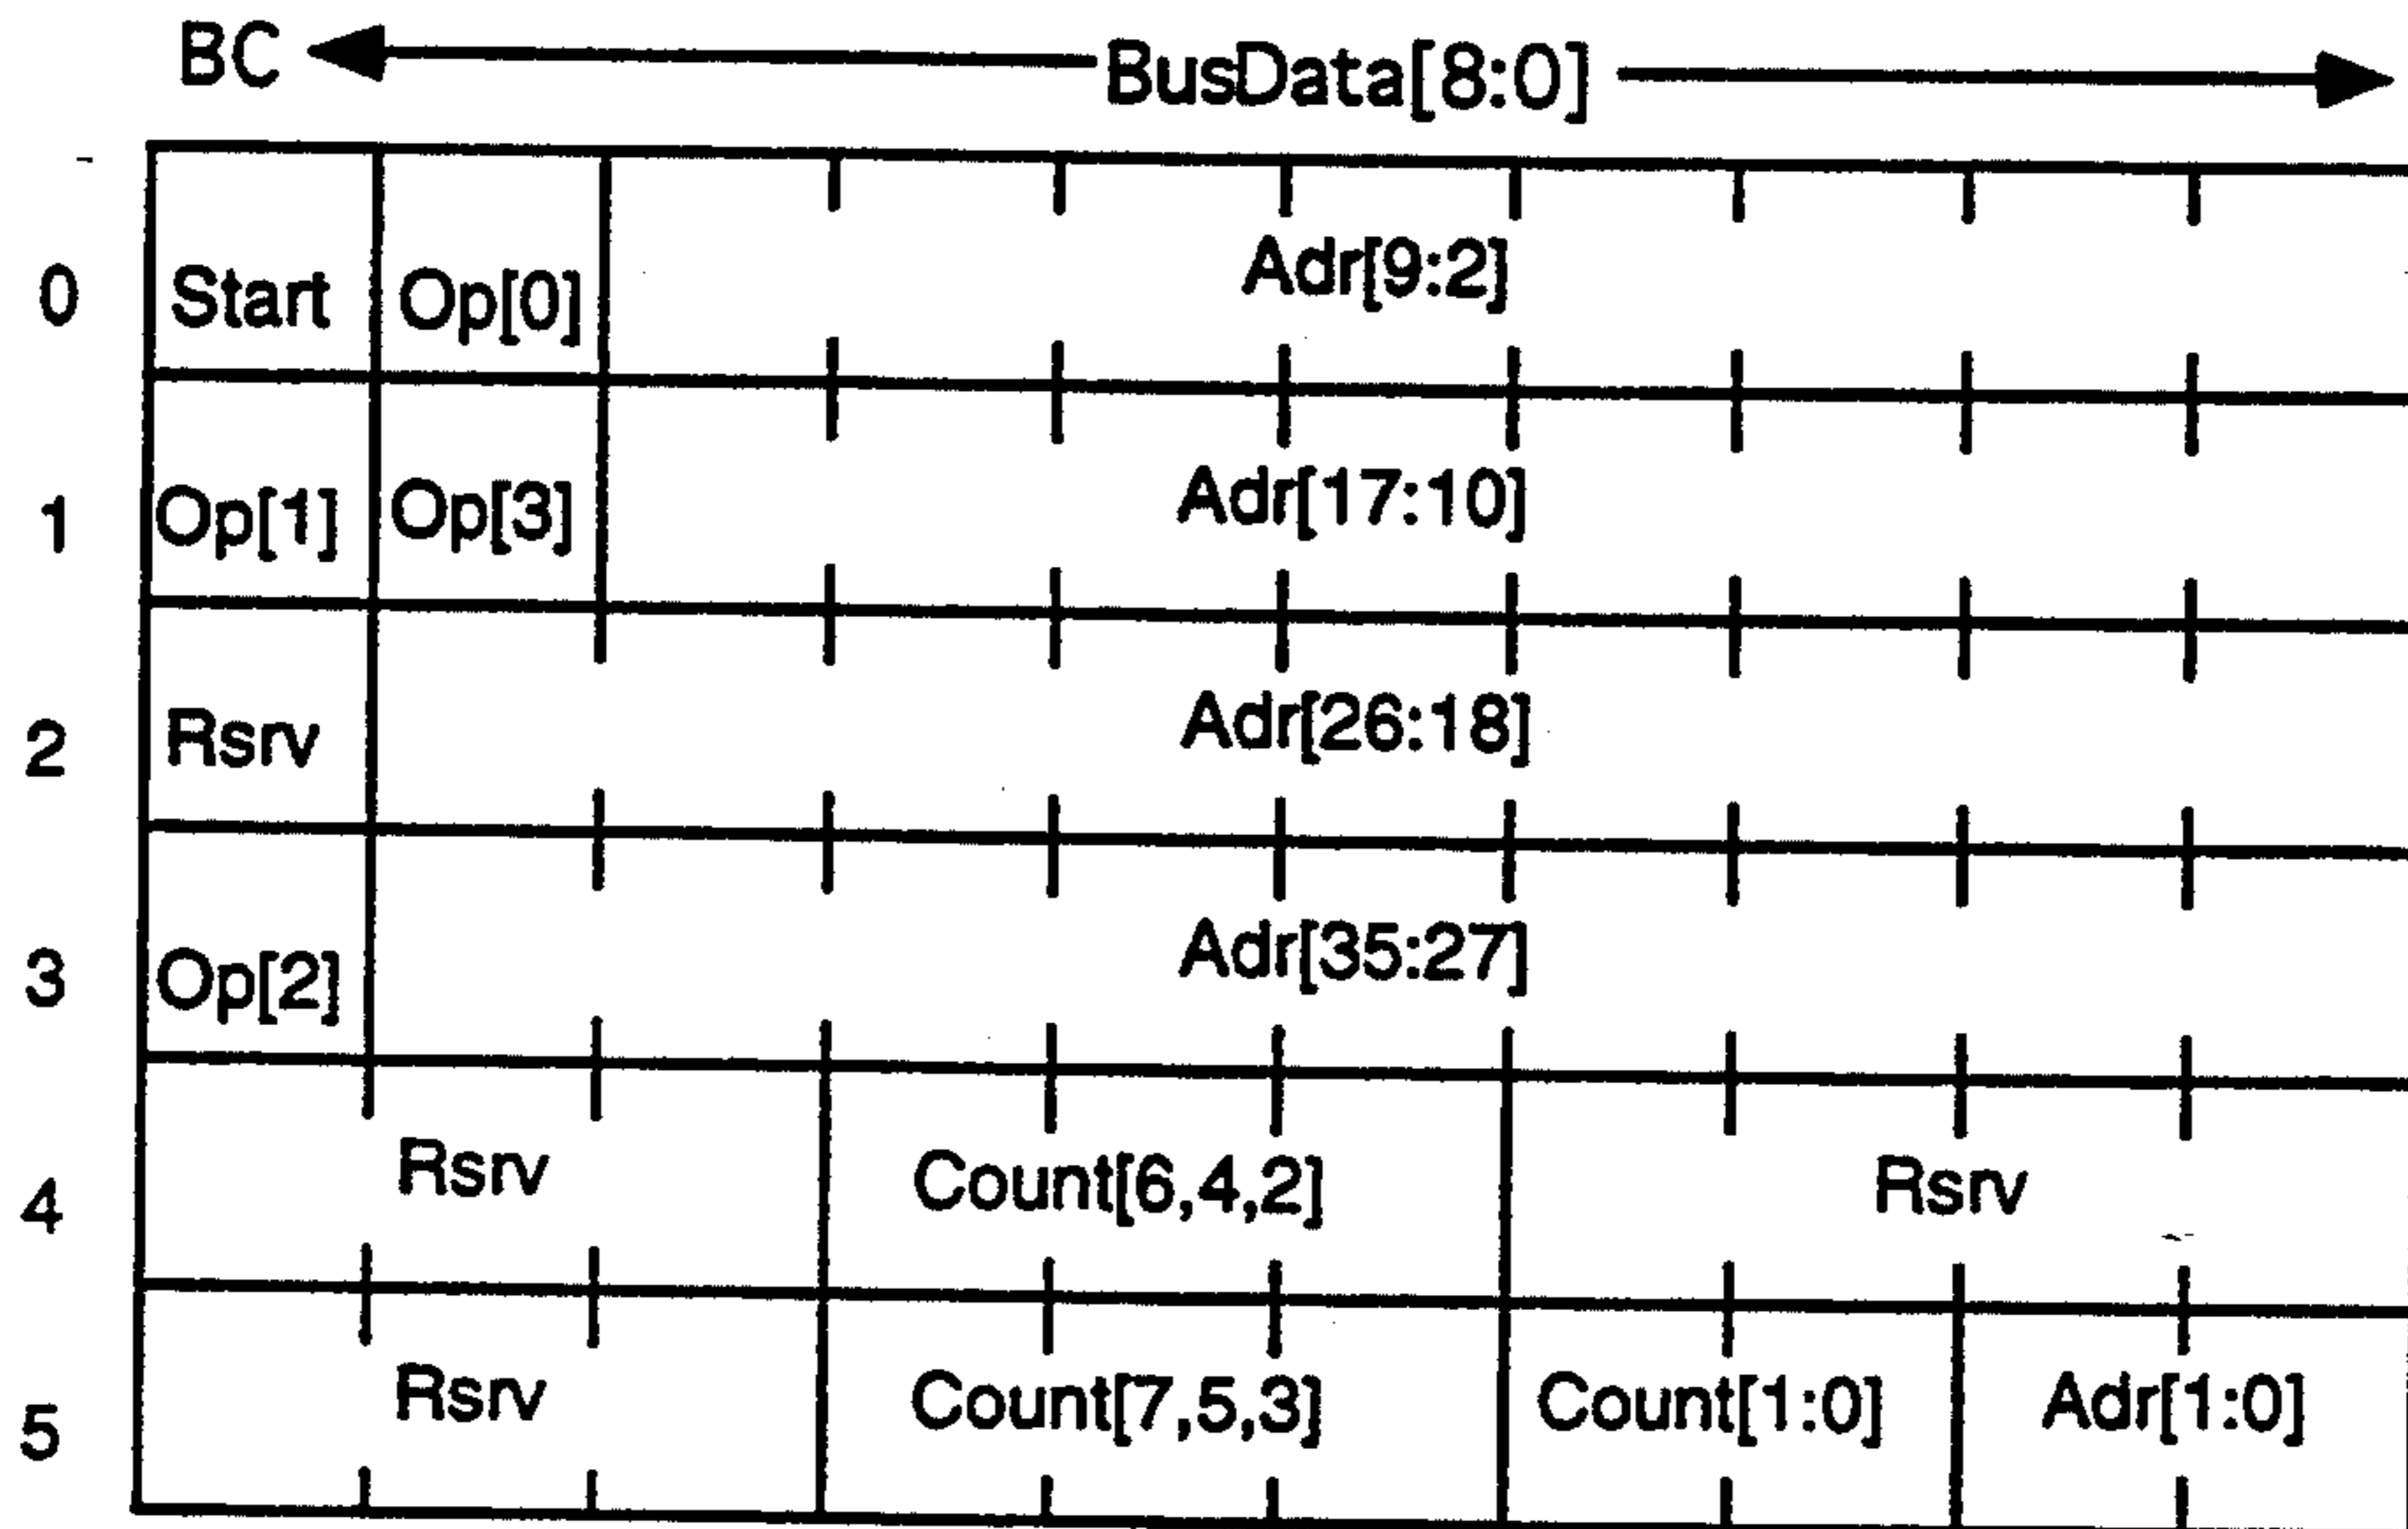 BC BusData[8:0]
0 Start Op[0] Adr[9:2]
1 Op[1] Op[3] Adr[17:10]
2 Rsrv Adr[26:18]
3 Op[2] Adr[35:27]
4 Rsrv Count[6,4,2] Rsrv
5 Rsrv Count[7,5,3] Count[1:0] Adr[1:0]